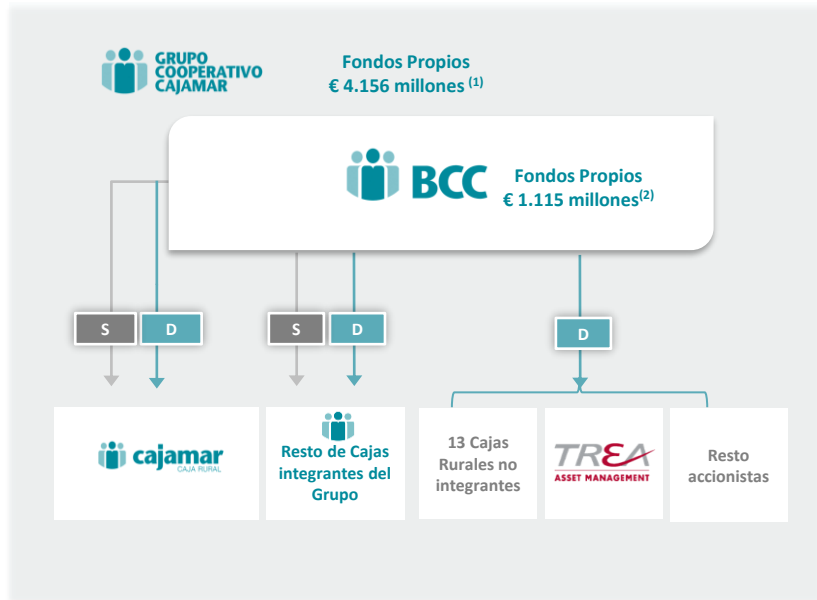 GRUPO
COOPERATIVO
CAJAMAR
Fondos Propios
€ 4.156 millones (1)
BCC
Fondos Propios
€ 1.115 millones(2)
S
D
S
D
D
cajamar
CAJA RURAL
Resto de Cajas
integrantes del
Grupo
13 Cajas
Rurales no
integrantes
TREA
ASSET MANAGEMENT
Resto
accionistas